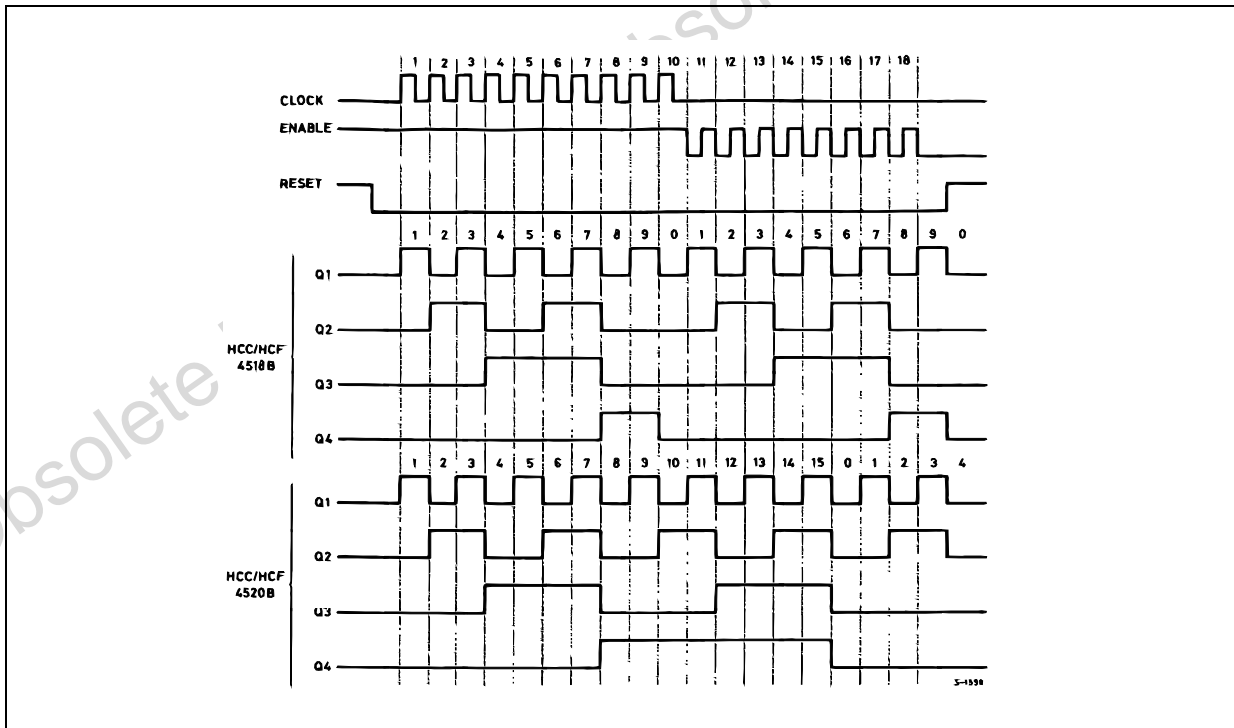 obsolete
obsol
1 2 3 4 5 6 7 8 9 10 11 12 13 14 15 16 17 18
CLOCK
ENABLE
RESET
1 2 3 4 5 6 7 8 9 0 1 2 3 4 5 6 7 8 9 0
Q1
Q2
HCC/HCF
4518B
Q3
Q4
1 2 3 4 5 6 7 8 9 10 11 12 13 14 15 0 1 2 3 4
Q1
Q2
HCC/HCF
4520B
Q3
Q4
S-1598